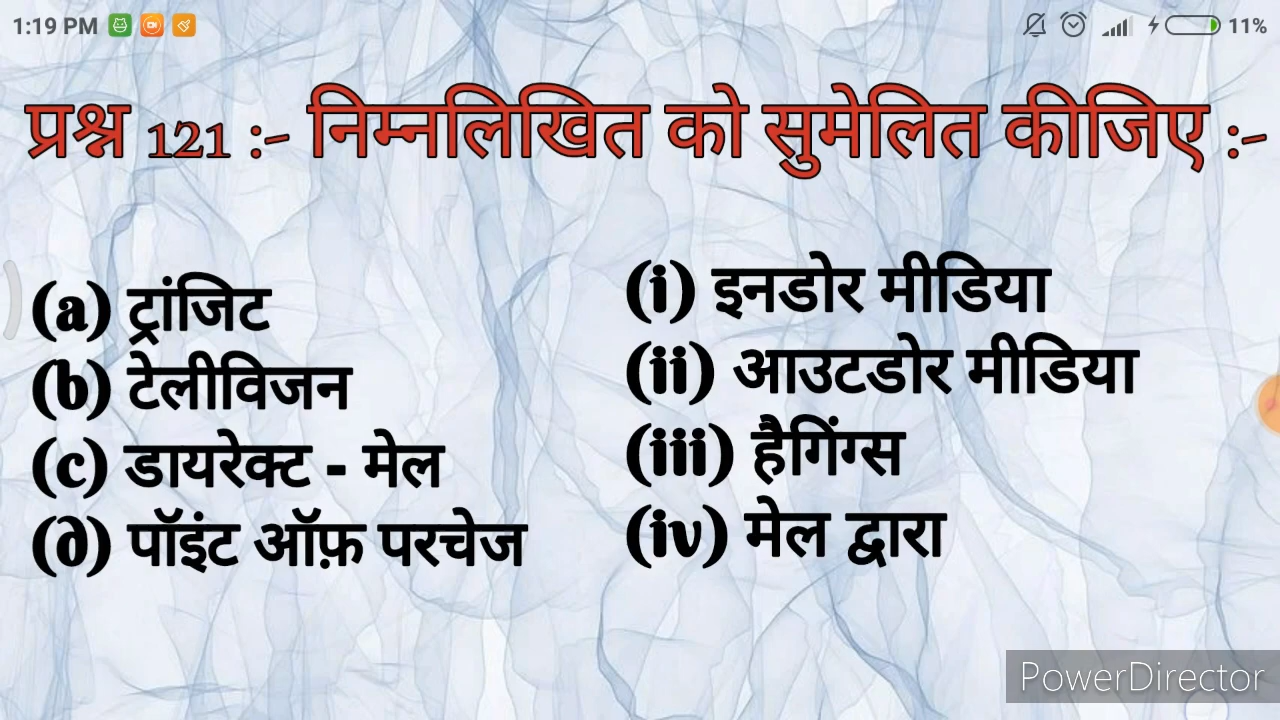 1:19 PM 11%
प्रश्न 121 :- निम्नलिखित को सुमेलित कीजिए :-
(a) ट्रांजिट
(b) टेलीविजन
(c) डायरेक्ट - मेल
(d) पॉइंट ऑफ़ परचेज
(i) इनडोर मीडिया
(ii) आउटडोर मीडिया
(iii) हैगिंग्स
(iv) मेल द्वारा
PowerDirector